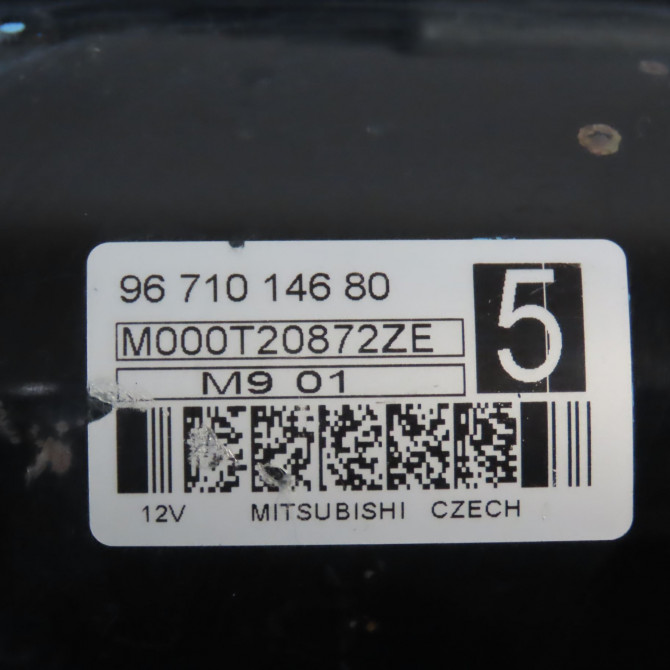 96 710 146 80
5
M000T20872ZE
M9 01
12V MITSUBISHI CZECH